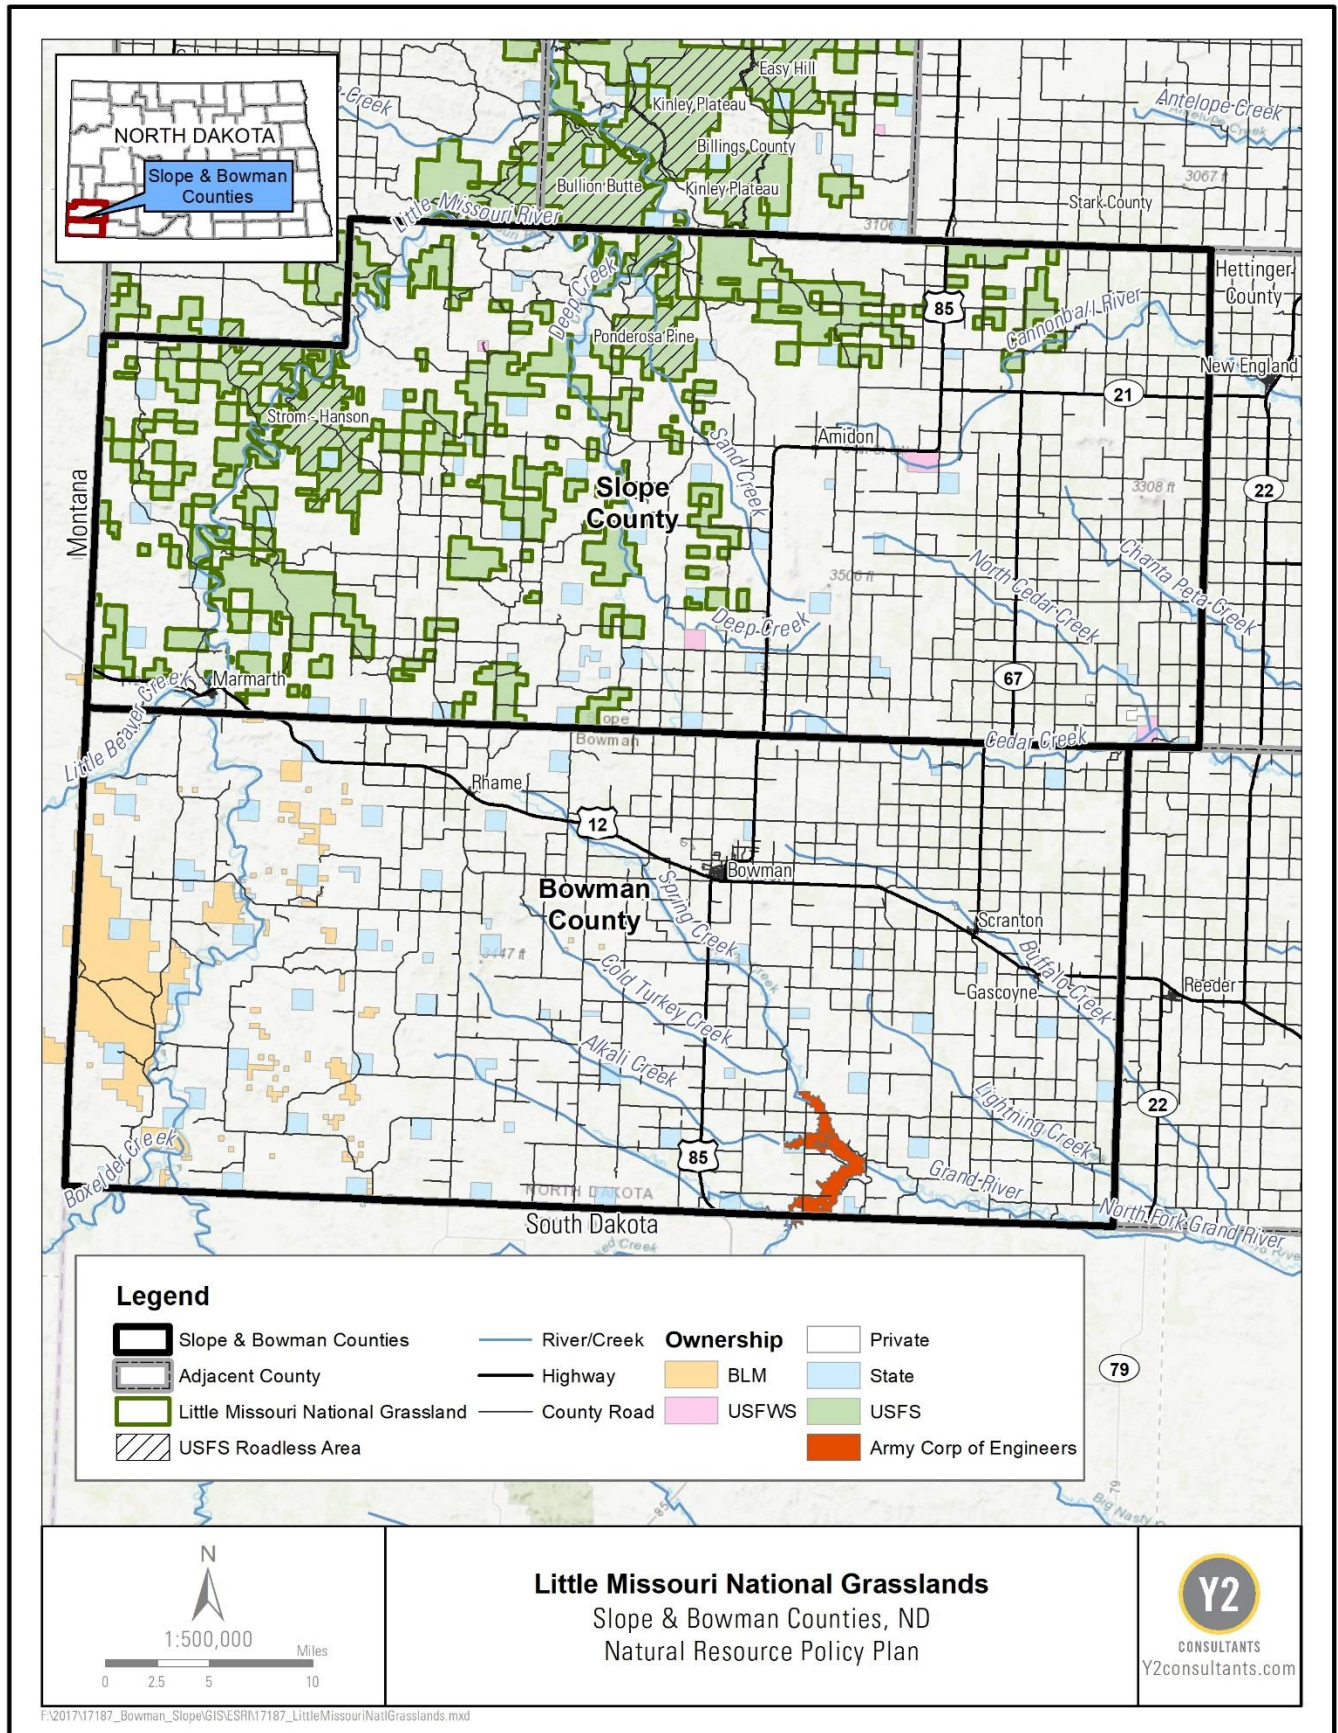 NORTH DAKOTA
Slope & Bowman
Counties
Creek
Easy Hill
Kinley Plateau
Billings County
Antelope Creek
3067 ft
Bullion Butte
Kinley Plateau
Stark County
Little Missouri River
Hettinger
County
Deep Creek
85
Cannonball River
Ponderosa Pine
New England
21
Strom - Hanson
Amidon
Sand Creek
Slope
County
3308 ft
22
Montana
North Cedar Creek
Chanta Peta Creek
3506 ft
Deep Creek
67
Marmarth
Little Beaver Creek
Slope
Bowman
Cedar Creek
Rhame
12
Bowman
Bowman
County
Spring Creek
Scranton
3447 ft
Cold Turkey Creek
Buffalo Creek
Gascoyne
Reeder
Alkali Creek
Lightning Creek
22
85
Boxelder Creek
Grand River
NORTH DAKOTA
South Dakota
North Fork Grand River
Legend
Slope & Bowman Counties
Adjacent County
Little Missouri National Grassland
USFS Roadless Area
River/Creek
Highway
County Road
Ownership
BLM
USFWS
Private
State
USFS
Army Corp of Engineers
79
79
85
N
1:500,000
Miles
0 2.5 5 10
Little Missouri National Grasslands
Slope & Bowman Counties, ND
Natural Resource Policy Plan
Y2
CONSULTANTS
Y2consultants.com
F:\2017\17187_Bowman_Slope\GIS\ESRI\17187_LittleMissouriNatlGrasslands.mxd